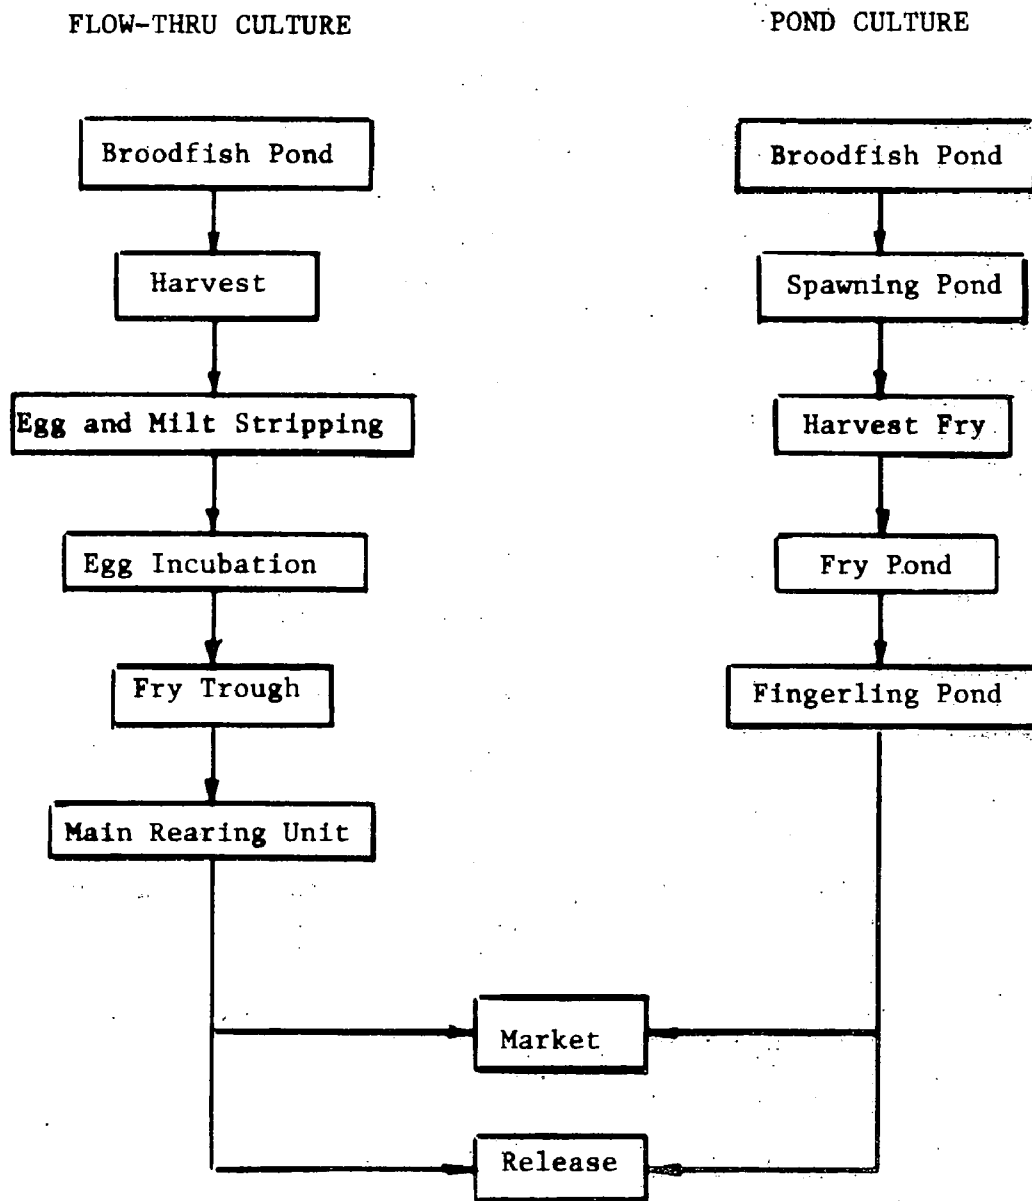 FLOW-THRU CULTURE
Broodfish Pond
Harvest
Egg and Milt Stripping
Egg Incubation
Fry Trough
Main Rearing Unit
POND CULTURE
Broodfish Pond
Spawning Pond
Harvest Fry
Fry Pond
Fingerling Pond
Market
Release